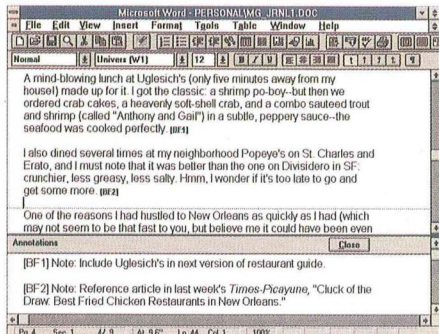 Microsoft Word - PERSONAL\MG_JRNL1.DOC
File Edit View Insert Format Tools Table Window Help
Normal Univers (W1) 12 B I U
A mind-blowing lunch at Uglesich's (only five minutes away from my
house!) made up for it. I got the classic: a shrimp po-boy--but then we
ordered crab cakes, a heavenly soft-shell crab, and a combo sauteed trout
and shrimp (called "Anthony and Gail") in a subtle, peppery sauce--the
seafood was cooked perfectly. [BF1]
I also dined several times at my neighborhood Popeye's on St. Charles and
Erato, and I must note that it was better than the one on Divisidero in SF:
crunchier, less greasy, less salty. Hmm, I wonder if it's too late to go and
get some more. [BF2]
One of the reasons I had hustled to New Orleans as quickly as I had (which
may not seem to be that fast to you, but believe me it could have been even
Annotations Close
[BF1] Note: Include Uglesich's in next version of restaurant guide.
[BF2] Note: Reference article in last week's Times-Picayune, "Cluck of the
Draw: Best Fried Chicken Restaurants in New Orleans."
Pg 4 Sec 1 4/ 9 At 9.6" Ln 44 Col 1 100%